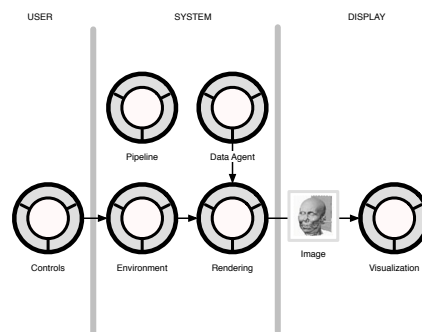 USER SYSTEM DISPLAY
Pipeline Data Agent
Controls Environment Rendering Image Visualization